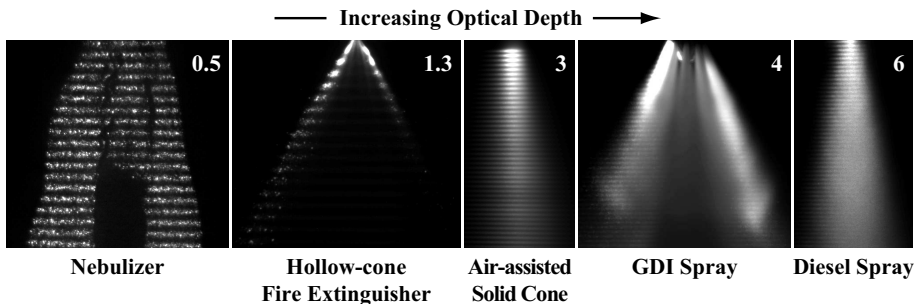 Increasing Optical Depth
0.5
1.3
3
4
6
Nebulizer
Hollow-cone
Fire Extinguisher
Air-assisted
Solid Cone
GDI Spray
Diesel Spray